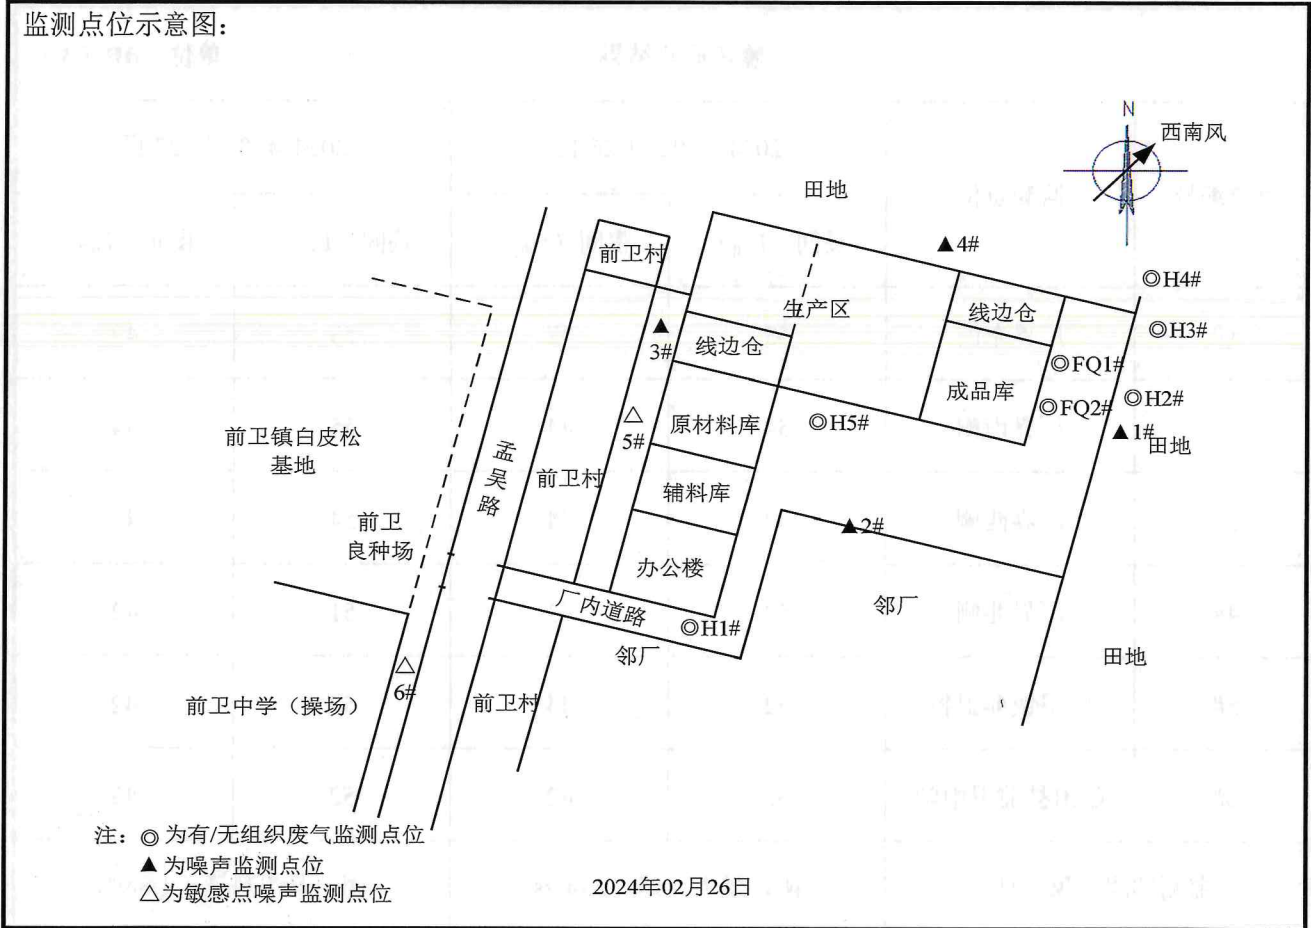 监测点位示意图：
N
西南风
田地
▲4#
前卫村
◎H4#
生产区
线边仓
◎H3#
▲
3#
线边仓
◎FQ1#
成品库
◎H2#
◎FQ2#
△
5#
原材料库
◎H5#
▲1#
田地
前卫镇白皮松
基地
孟吴路
前卫村
辅料库
前卫
良种场
▲2#
办公楼
厂内道路
◎H1#
邻厂
邻厂
田地
△
6#
前卫中学（操场）
前卫村
注：◎为有/无组织废气监测点位
▲为噪声监测点位
△为敏感点噪声监测点位
2024年02月26日